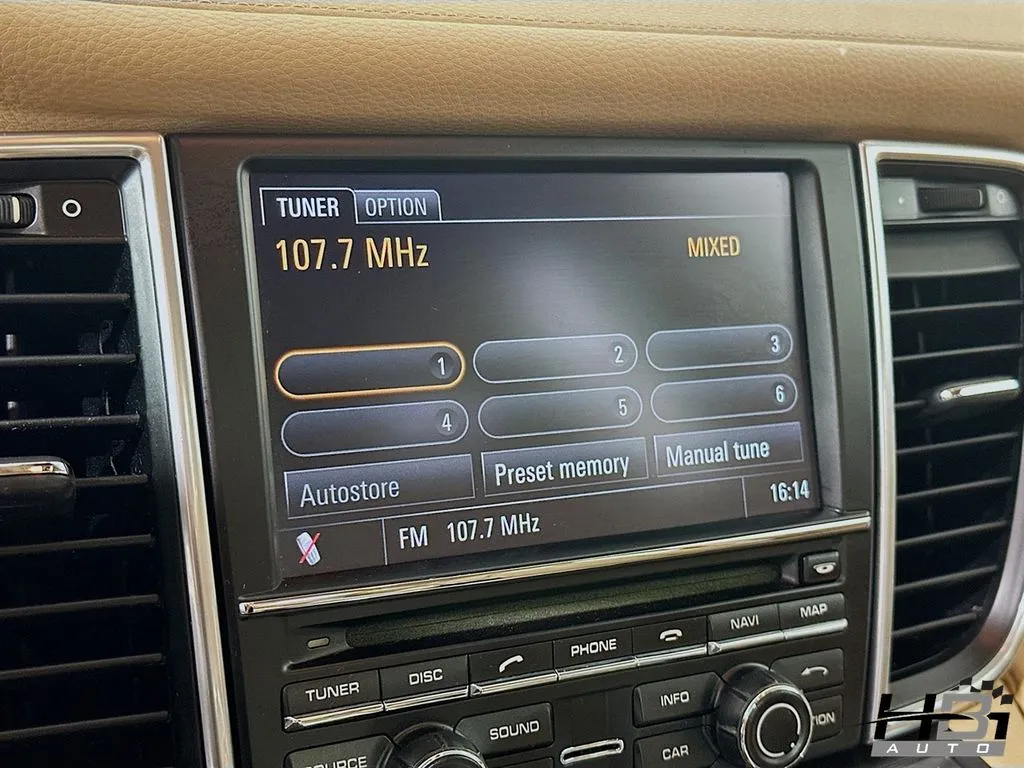 TUNER OPTION
107.7 MHz MIXED
1 2 3
4 5 6
Autostore Preset memory Manual tune
FM 107.7 MHz 16:14
TUNER DISC PHONE NAVI MAP
SOUND INFO
CAR
HBi
AUTO